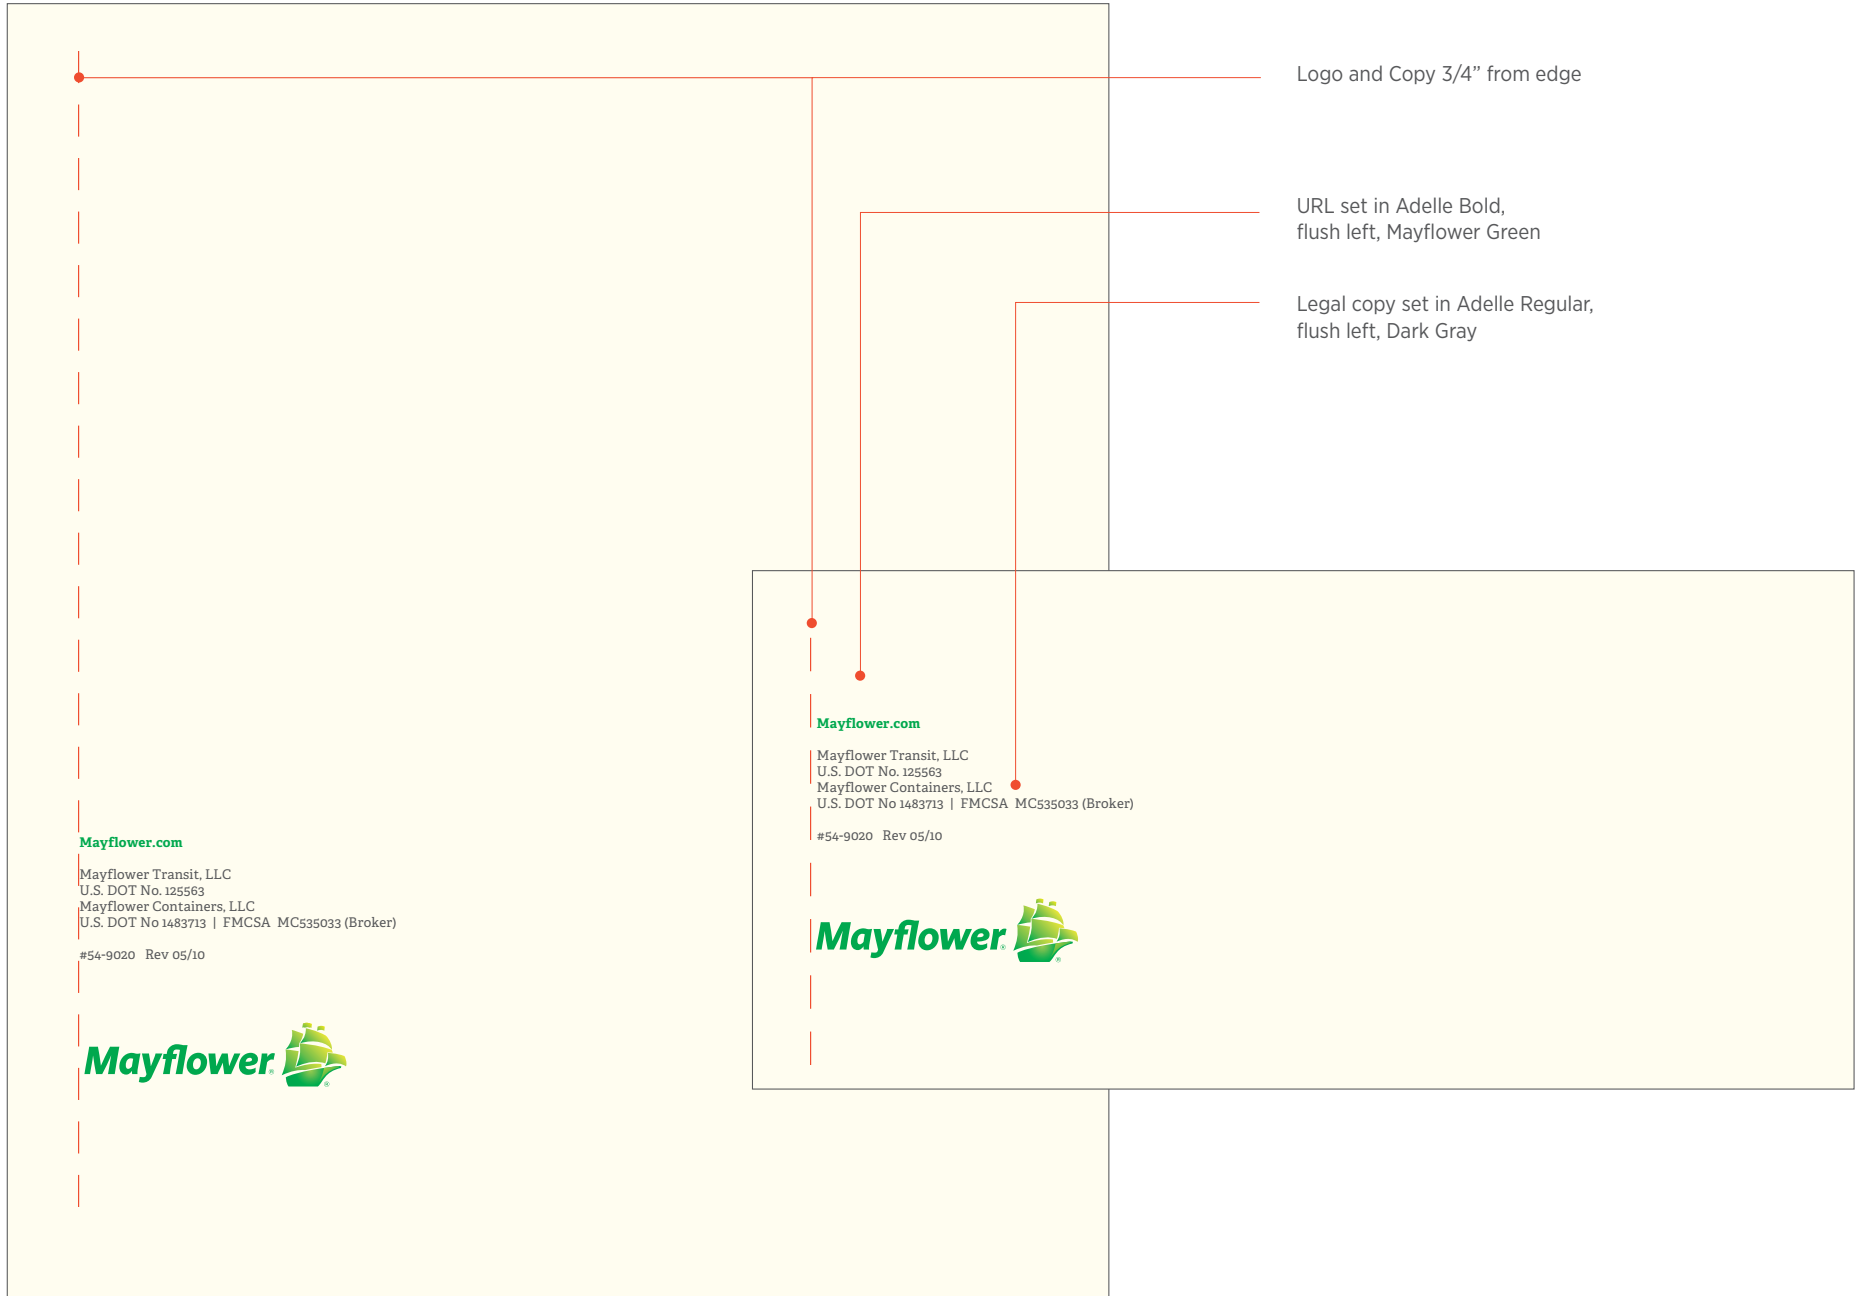 Logo and Copy 3/4” from edge
URL set in Adelle Bold,
flush left, Mayflower Green
Legal copy set in Adelle Regular,
flush left, Dark Gray
Mayflower.com
Mayflower Transit, LLC
U.S. DOT No. 125563
Mayflower Containers, LLC
U.S. DOT No 1483713 | FMCSA MC535033 (Broker)
#54-9020 Rev 05/10
Mayflower®
®
Mayflower.com
Mayflower Transit, LLC
U.S. DOT No. 125563
Mayflower Containers, LLC
U.S. DOT No 1483713 | FMCSA MC535033 (Broker)
#54-9020 Rev 05/10
Mayflower®
®